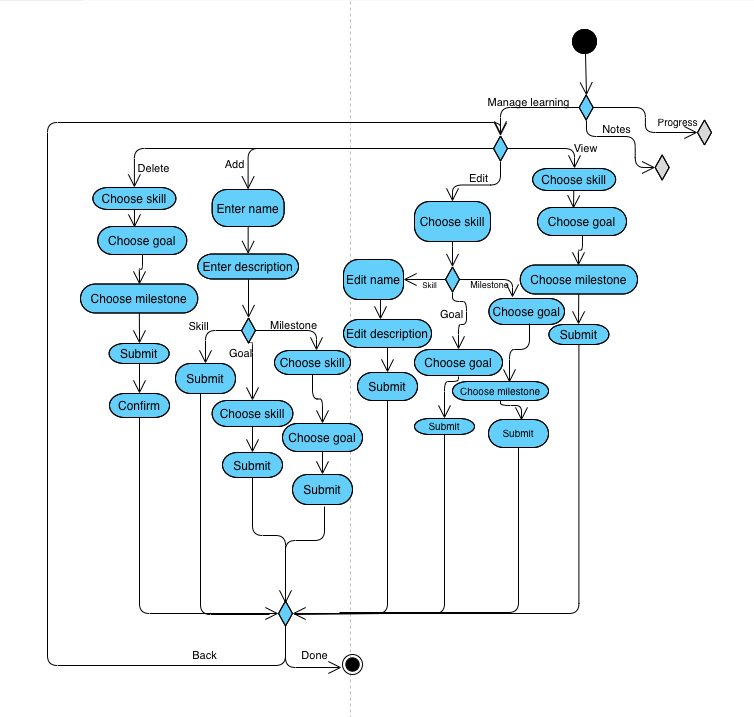 Manage learning
Progress
Notes
Delete
Add
Edit
View
Choose skill
Enter name
Choose skill
Choose skill
Choose goal
Choose goal
Enter description
Edit name
Skill
Milestone
Choose milestone
Choose milestone
Goal
Choose goal
Skill
Milestone
Edit description
Submit
Submit
Goal
Choose skill
Choose goal
Submit
Submit
Choose milestone
Confirm
Choose skill
Submit
Submit
Choose goal
Submit
Submit
Back
Done